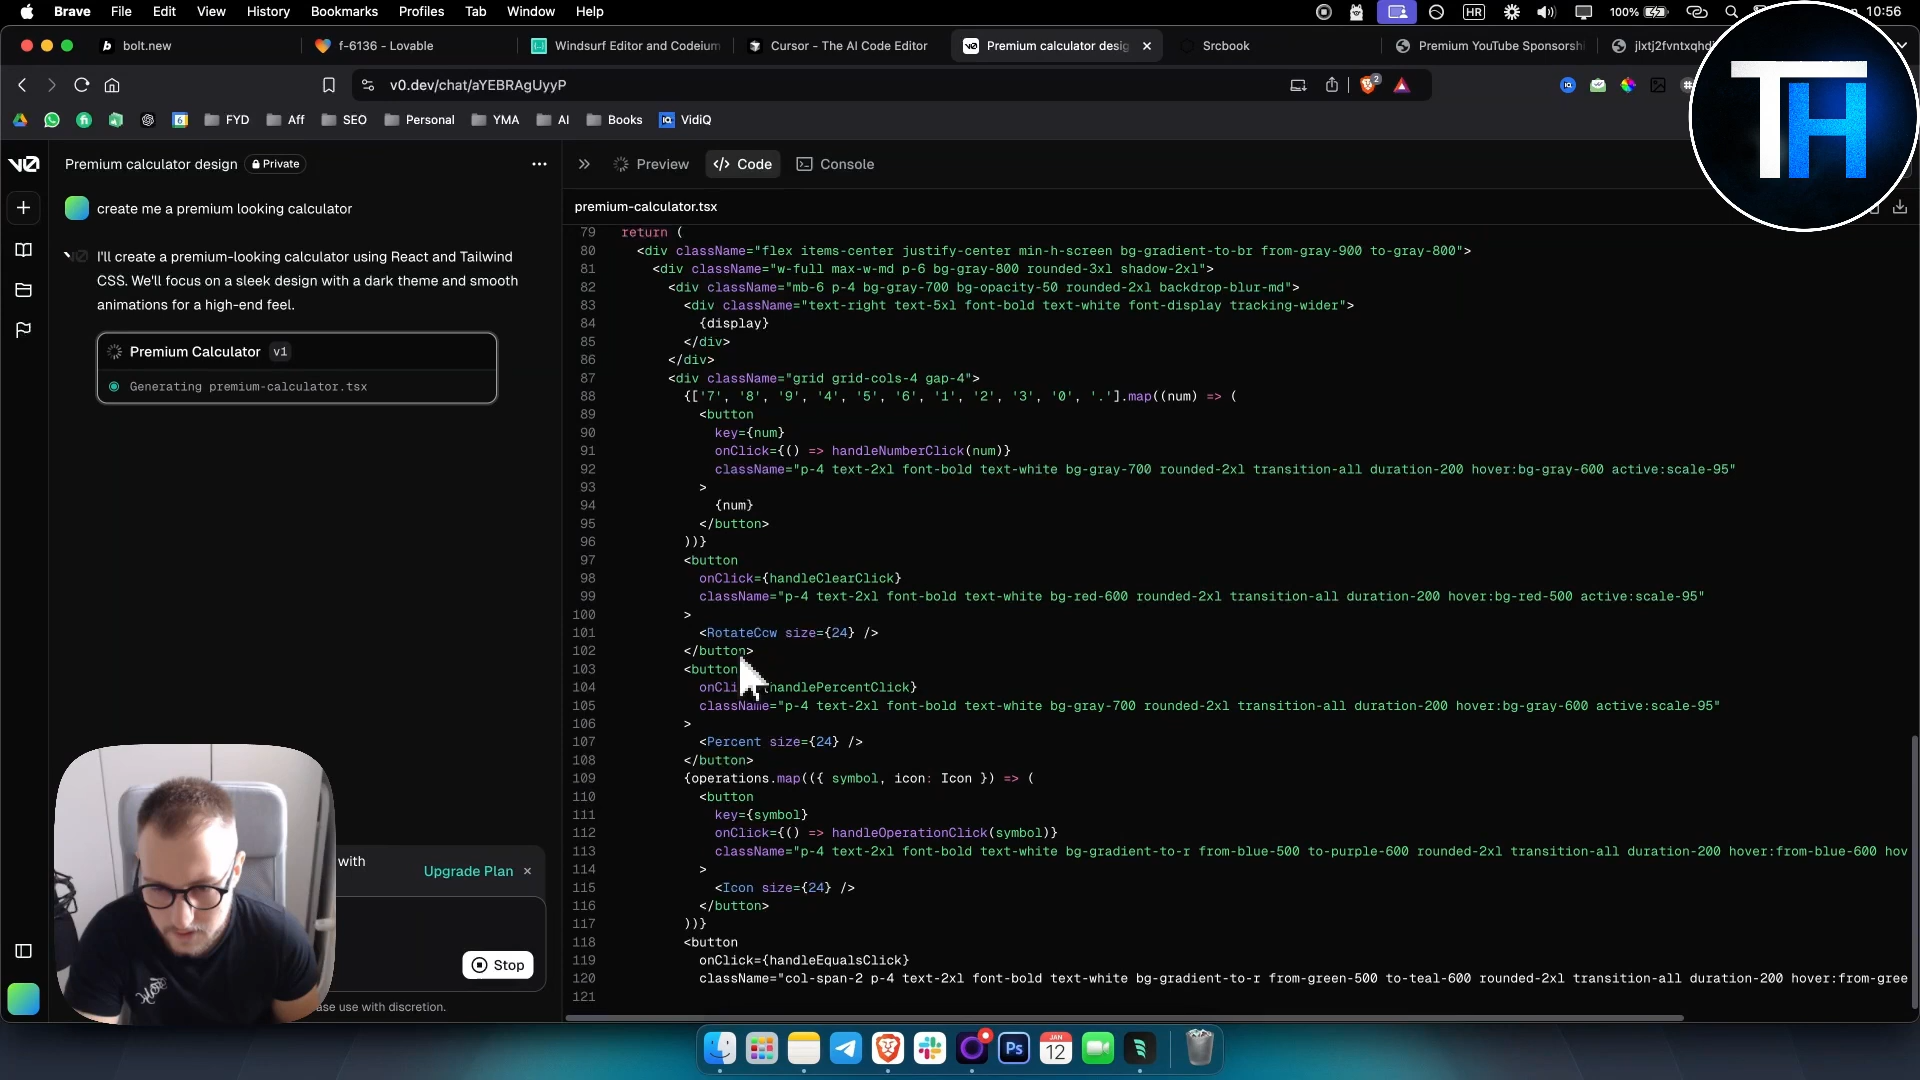 Brave File Edit View History Bookmarks Profiles Tab Window Help
HR 100% 10:56
bolt.new
f-6136 - Lovable
Windsurf Editor and Codeium
Cursor - The AI Code Editor
Premium calculator desig
Srcbook
Premium YouTube Sponsorshi
jlxtj2fvntxqhdi
v0.dev/chat/aYEBRAgUyyP
2
6 FYD Aff SEO Personal YMA AI Books VidiQ
TH
Premium calculator design Private
create me a premium looking calculator
I'll create a premium-looking calculator using React and Tailwind
CSS. We'll focus on a sleek design with a dark theme and smooth
animations for a high-end feel.
Premium Calculator v1
Generating premium-calculator.tsx
with
Upgrade Plan
Stop
ase use with discretion.
Preview </> Code Console
premium-calculator.tsx
79 return (
80 <div className="flex items-center justify-center min-h-screen bg-gradient-to-br from-gray-900 to-gray-800">
81 <div className="w-full max-w-md p-6 bg-gray-800 rounded-3xl shadow-2xl">
82 <div className="mb-6 p-4 bg-gray-700 bg-opacity-50 rounded-2xl backdrop-blur-md">
83 <div className="text-right text-5xl font-bold text-white font-display tracking-wider">
84 {display}
85 </div>
86 </div>
87 <div className="grid grid-cols-4 gap-4">
88 {['7', '8', '9', '4', '5', '6', '1', '2', '3', '0', '.'].map((num) => (
89 <button
90 key={num}
91 onClick={() => handleNumberClick(num)}
92 className="p-4 text-2xl font-bold text-white bg-gray-700 rounded-2xl transition-all duration-200 hover:bg-gray-600 active:scale-95"
93 >
94 {num}
95 </button>
96 ))}
97 <button
98 onClick={handleClearClick}
99 className="p-4 text-2xl font-bold text-white bg-red-600 rounded-2xl transition-all duration-200 hover:bg-red-500 active:scale-95"
100 >
101 <RotateCcw size={24} />
102 </button>
103 <button
104 onCli handlePercentClick}
105 className="p-4 text-2xl font-bold text-white bg-gray-700 rounded-2xl transition-all duration-200 hover:bg-gray-600 active:scale-95"
106 >
107 <Percent size={24} />
108 </button>
109 {operations.map(({ symbol, icon: Icon }) => (
110 <button
111 key={symbol}
112 onClick={() => handleOperationClick(symbol)}
113 className="p-4 text-2xl font-bold text-white bg-gradient-to-r from-blue-500 to-purple-600 rounded-2xl transition-all duration-200 hover:from-blue-600 hov
114 >
115 <Icon size={24} />
116 </button>
117 ))}
118 <button
119 onClick={handleEqualsClick}
120 className="col-span-2 p-4 text-2xl font-bold text-white bg-gradient-to-r from-green-500 to-teal-600 rounded-2xl transition-all duration-200 hover:from-gree
121
Ps JAN 12